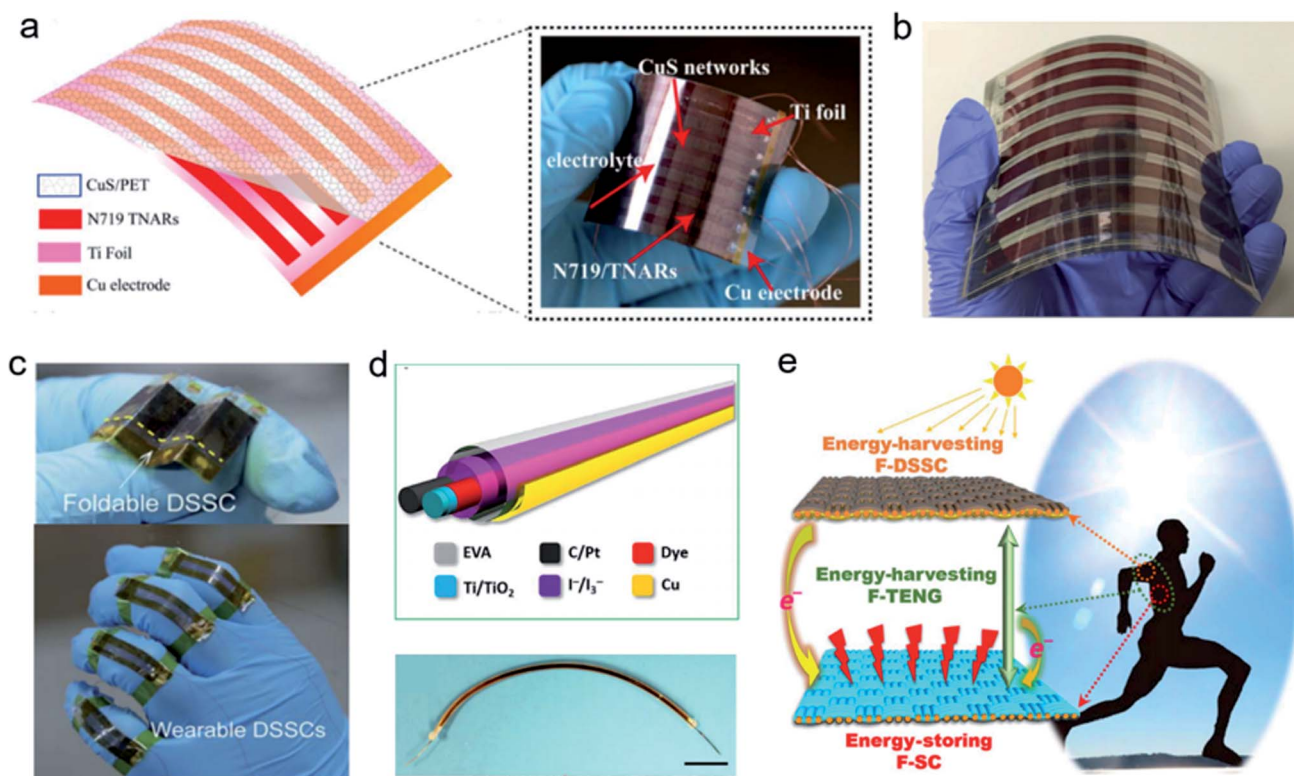 a
CuS/PET
N719 TNARs
Ti Foil
Cu electrode
CuS networks
Ti foil
electrolyte
N719/TNARs
Cu electrode
b
c
Foldable DSSC
Wearable DSSCs
d
EVA
C/Pt
Dye
Ti/TiO₂
I⁻/I₃⁻
Cu
e
Energy-harvesting
F-DSSC
Energy-harvesting
F-TENG
e⁻
e⁻
Energy-storing
F-SC